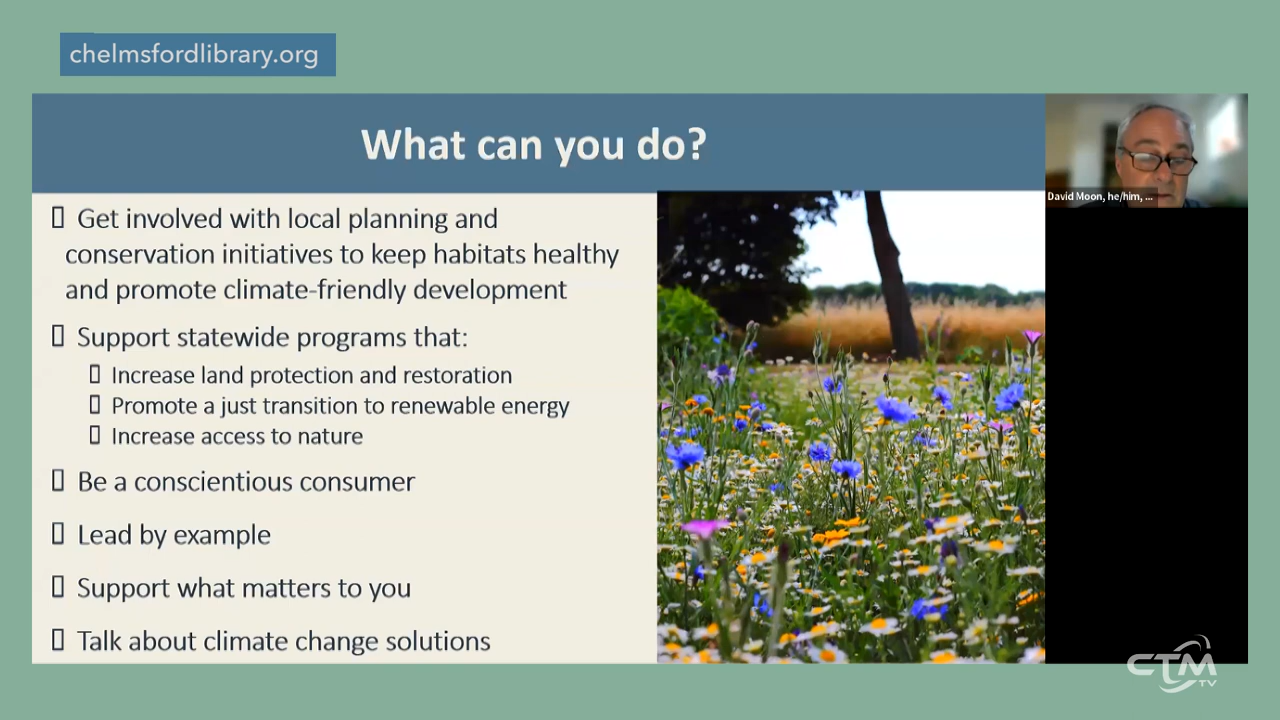 chelmsfordlibrary.org
What can you do?
David Moon, he/him, ...
Get involved with local planning and
conservation initiatives to keep habitats healthy
and promote climate-friendly development
Support statewide programs that:
Increase land protection and restoration
Promote a just transition to renewable energy
Increase access to nature
Be a conscientious consumer
Lead by example
Support what matters to you
Talk about climate change solutions
CTM
TV